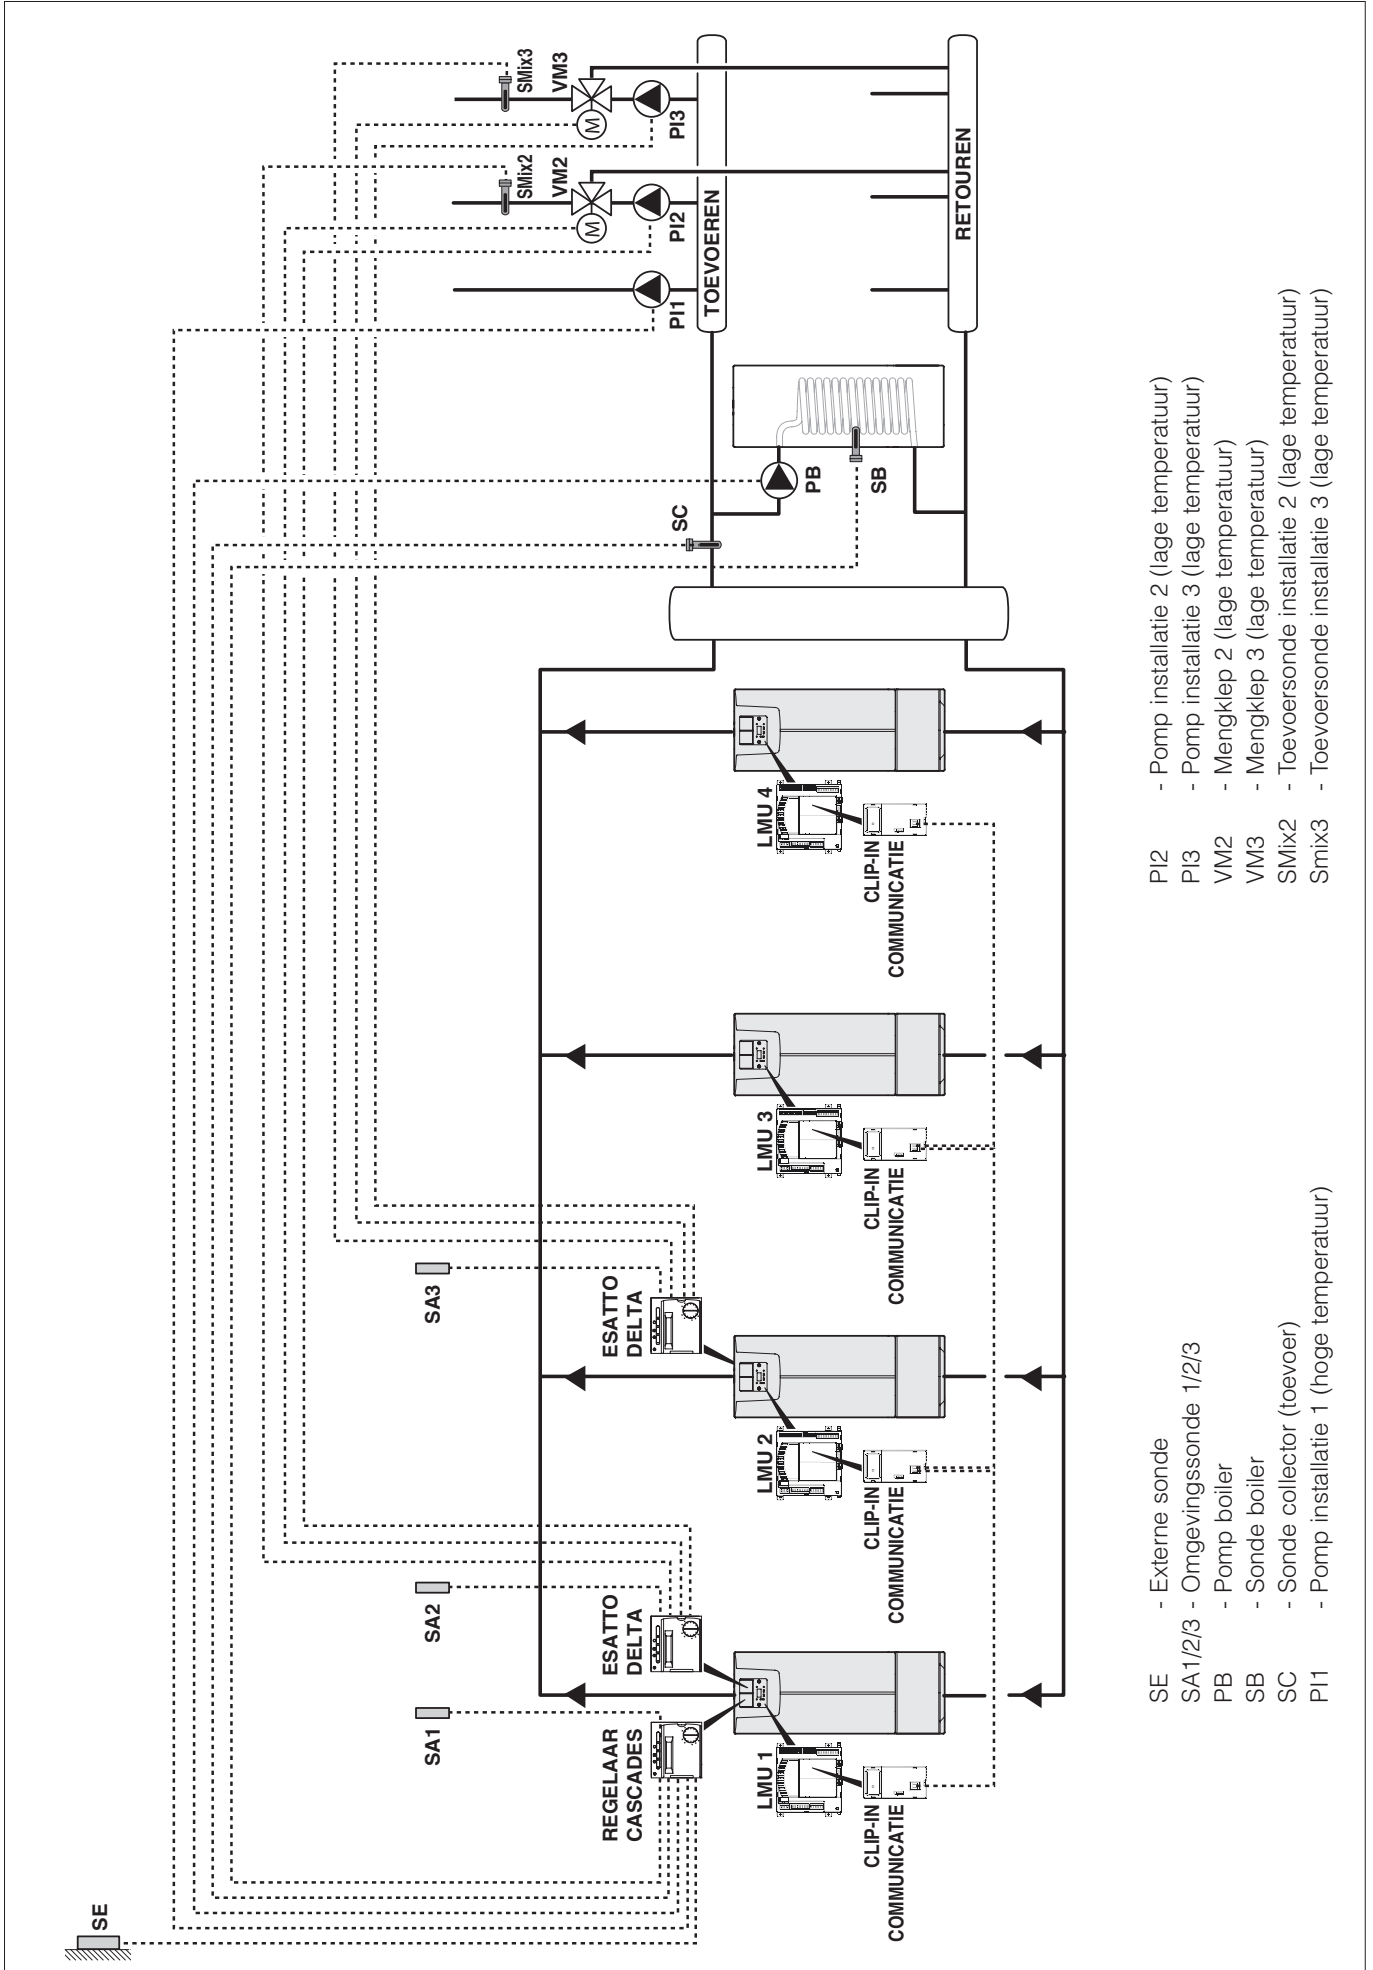 SE
SA1
SA2
SA3
REGELAAR
CASCADES
ESATTO
DELTA
ESATTO
DELTA
LMU 1
LMU 2
LMU 3
LMU 4
CLIP-IN
COMMUNICATIE
CLIP-IN
COMMUNICATIE
CLIP-IN
COMMUNICATIE
CLIP-IN
COMMUNICATIE
SC
PB
SB
SMix2
SMix3
VM2
VM3
M
M
PI1
PI2
PI3
TOEVOEREN
RETOUREN
SE - Externe sonde
SA1/2/3 - Omgevingssonde 1/2/3
PB - Pomp boiler
SB - Sonde boiler
SC - Sonde collector (toevoer)
PI1 - Pomp installatie 1 (hoge temperatuur)
PI2 - Pomp installatie 2 (lage temperatuur)
PI3 - Pomp installatie 3 (lage temperatuur)
VM2 - Mengklep 2 (lage temperatuur)
VM3 - Mengklep 3 (lage temperatuur)
SMix2 - Toevoersonde installatie 2 (lage temperatuur)
Smix3 - Toevoersonde installatie 3 (lage temperatuur)